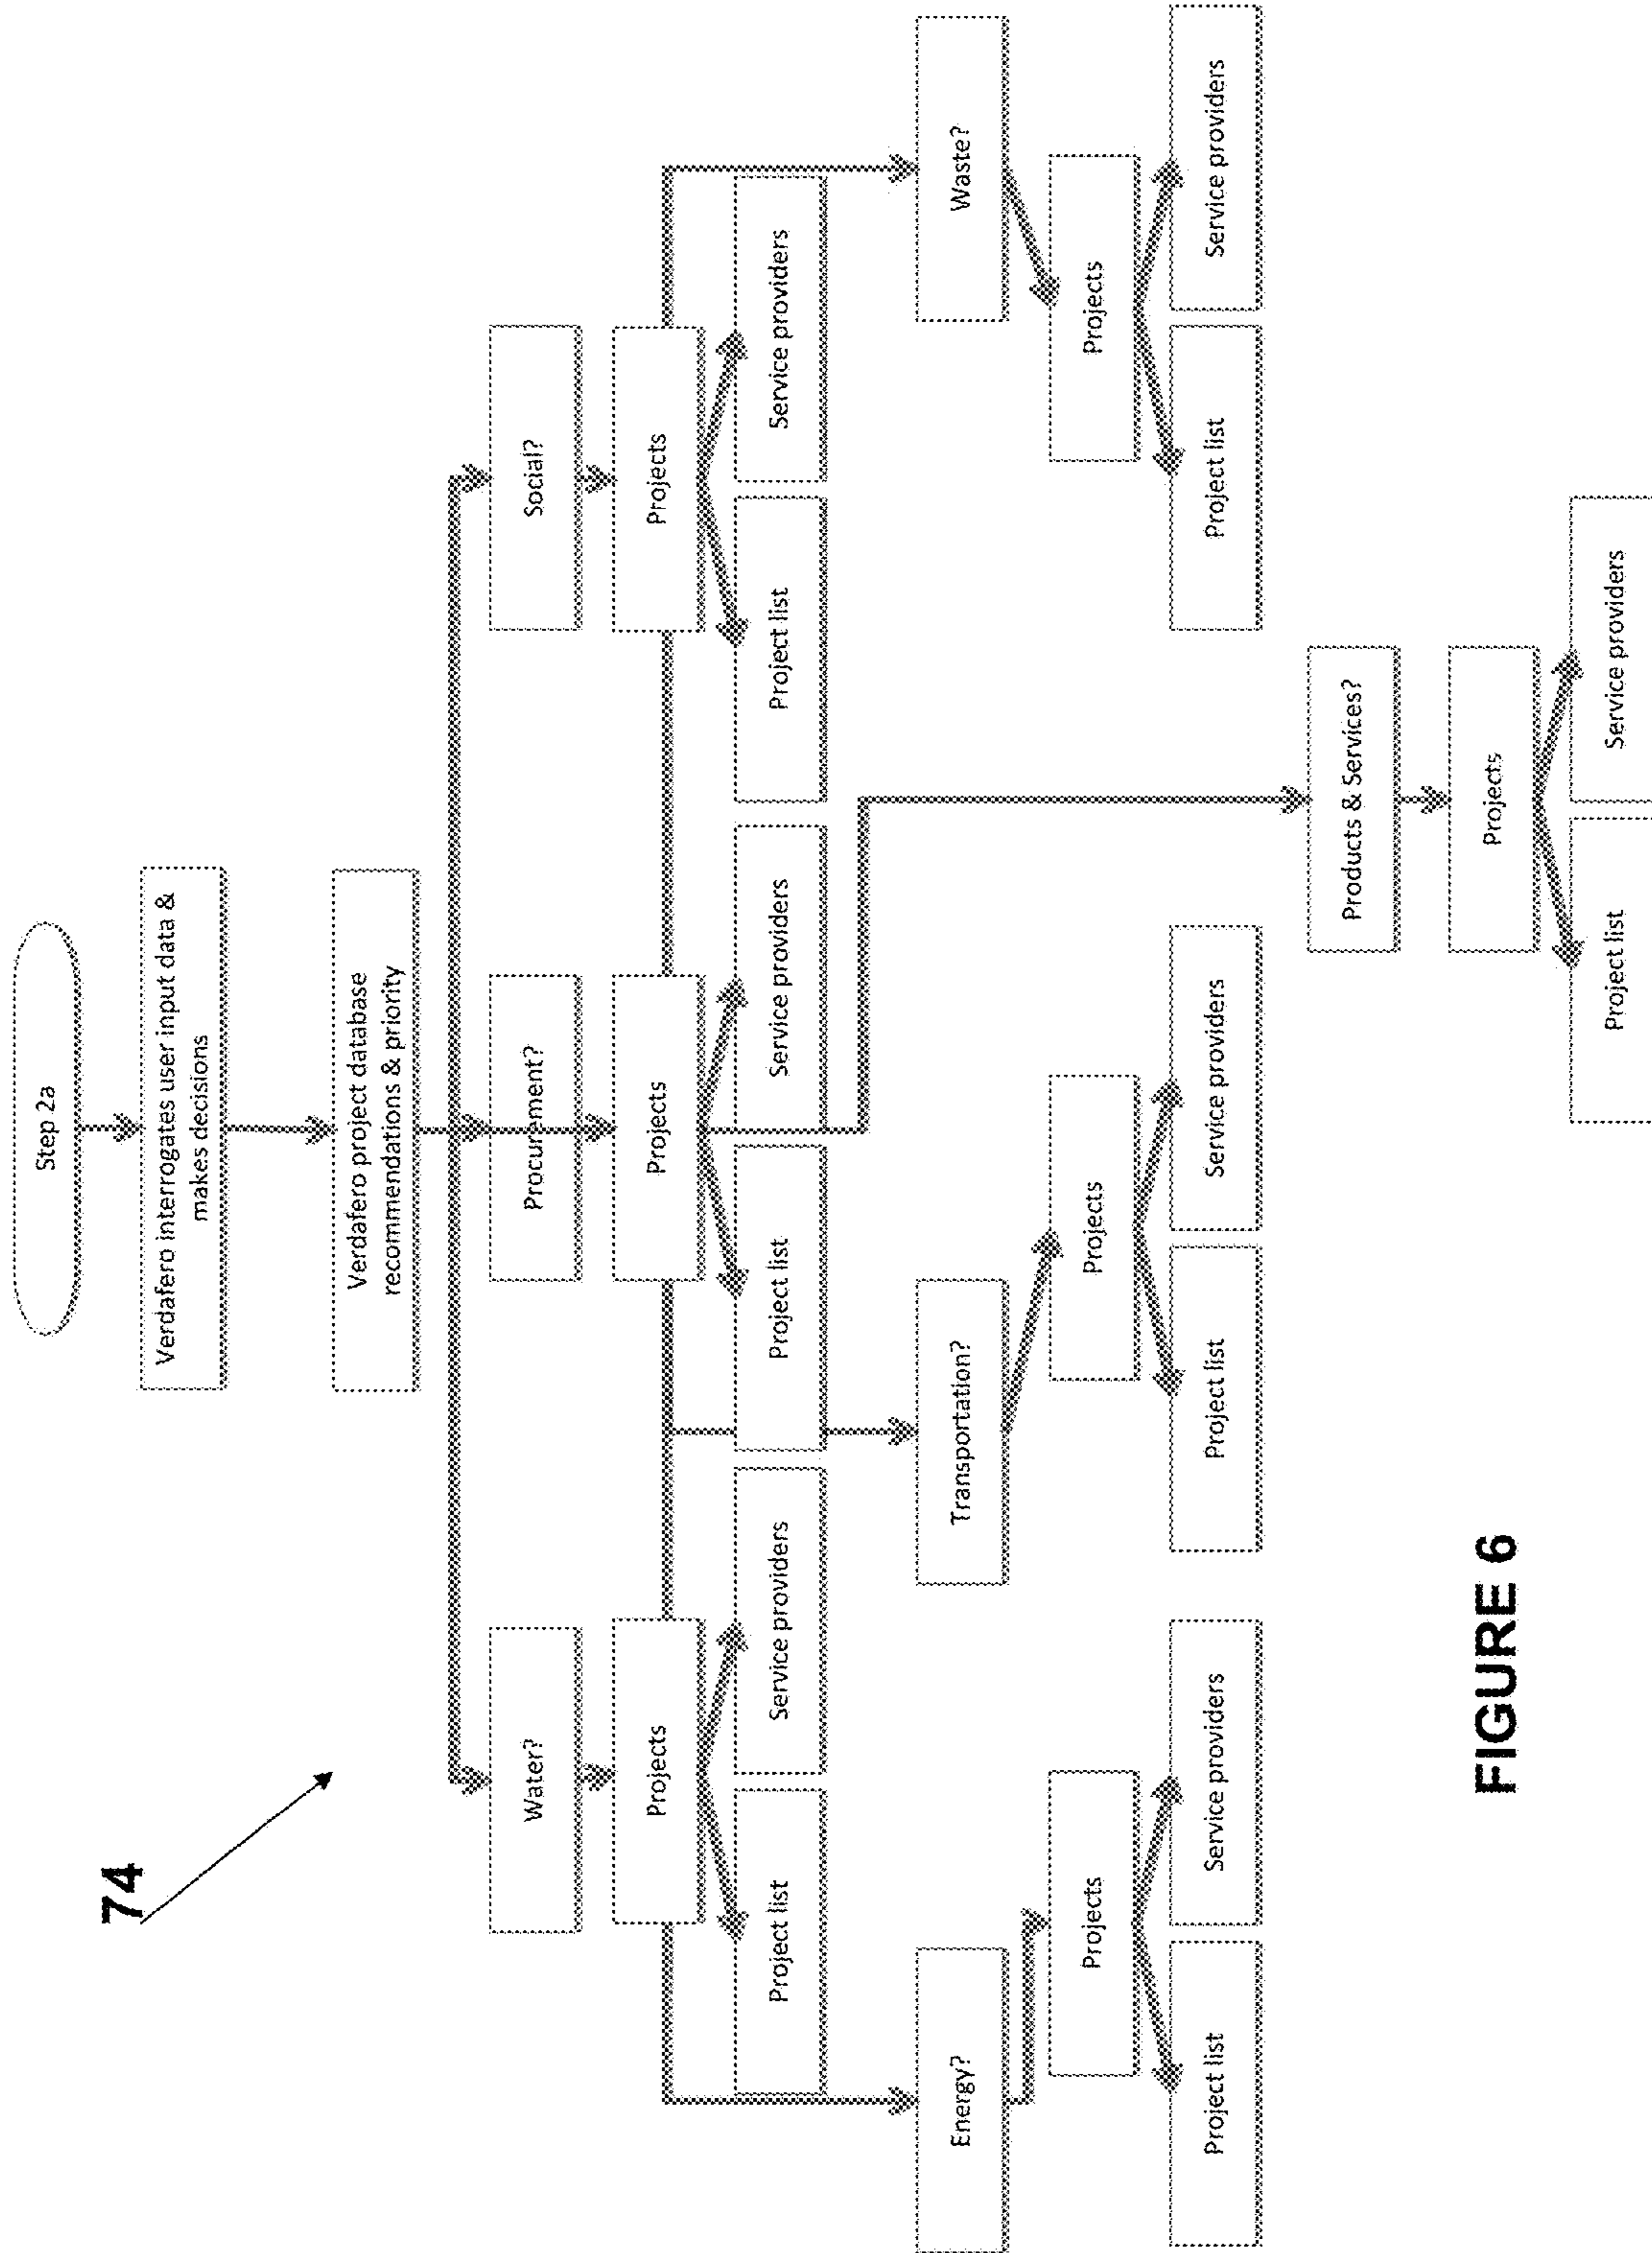 74
Step 2a
Verdafero interrogates user input data &
makes decisions
Verdafero project database
recommendations & priority
Water?
Procurement?
Social?
Projects
Projects
Projects
Project list
Service providers
Project list
Service providers
Project list
Service providers
Energy?
Transportation?
Waste?
Projects
Projects
Projects
Project list
Service providers
Project list
Service providers
Project list
Service providers
Products & Services?
Projects
Project list
Service providers
FIGURE 6